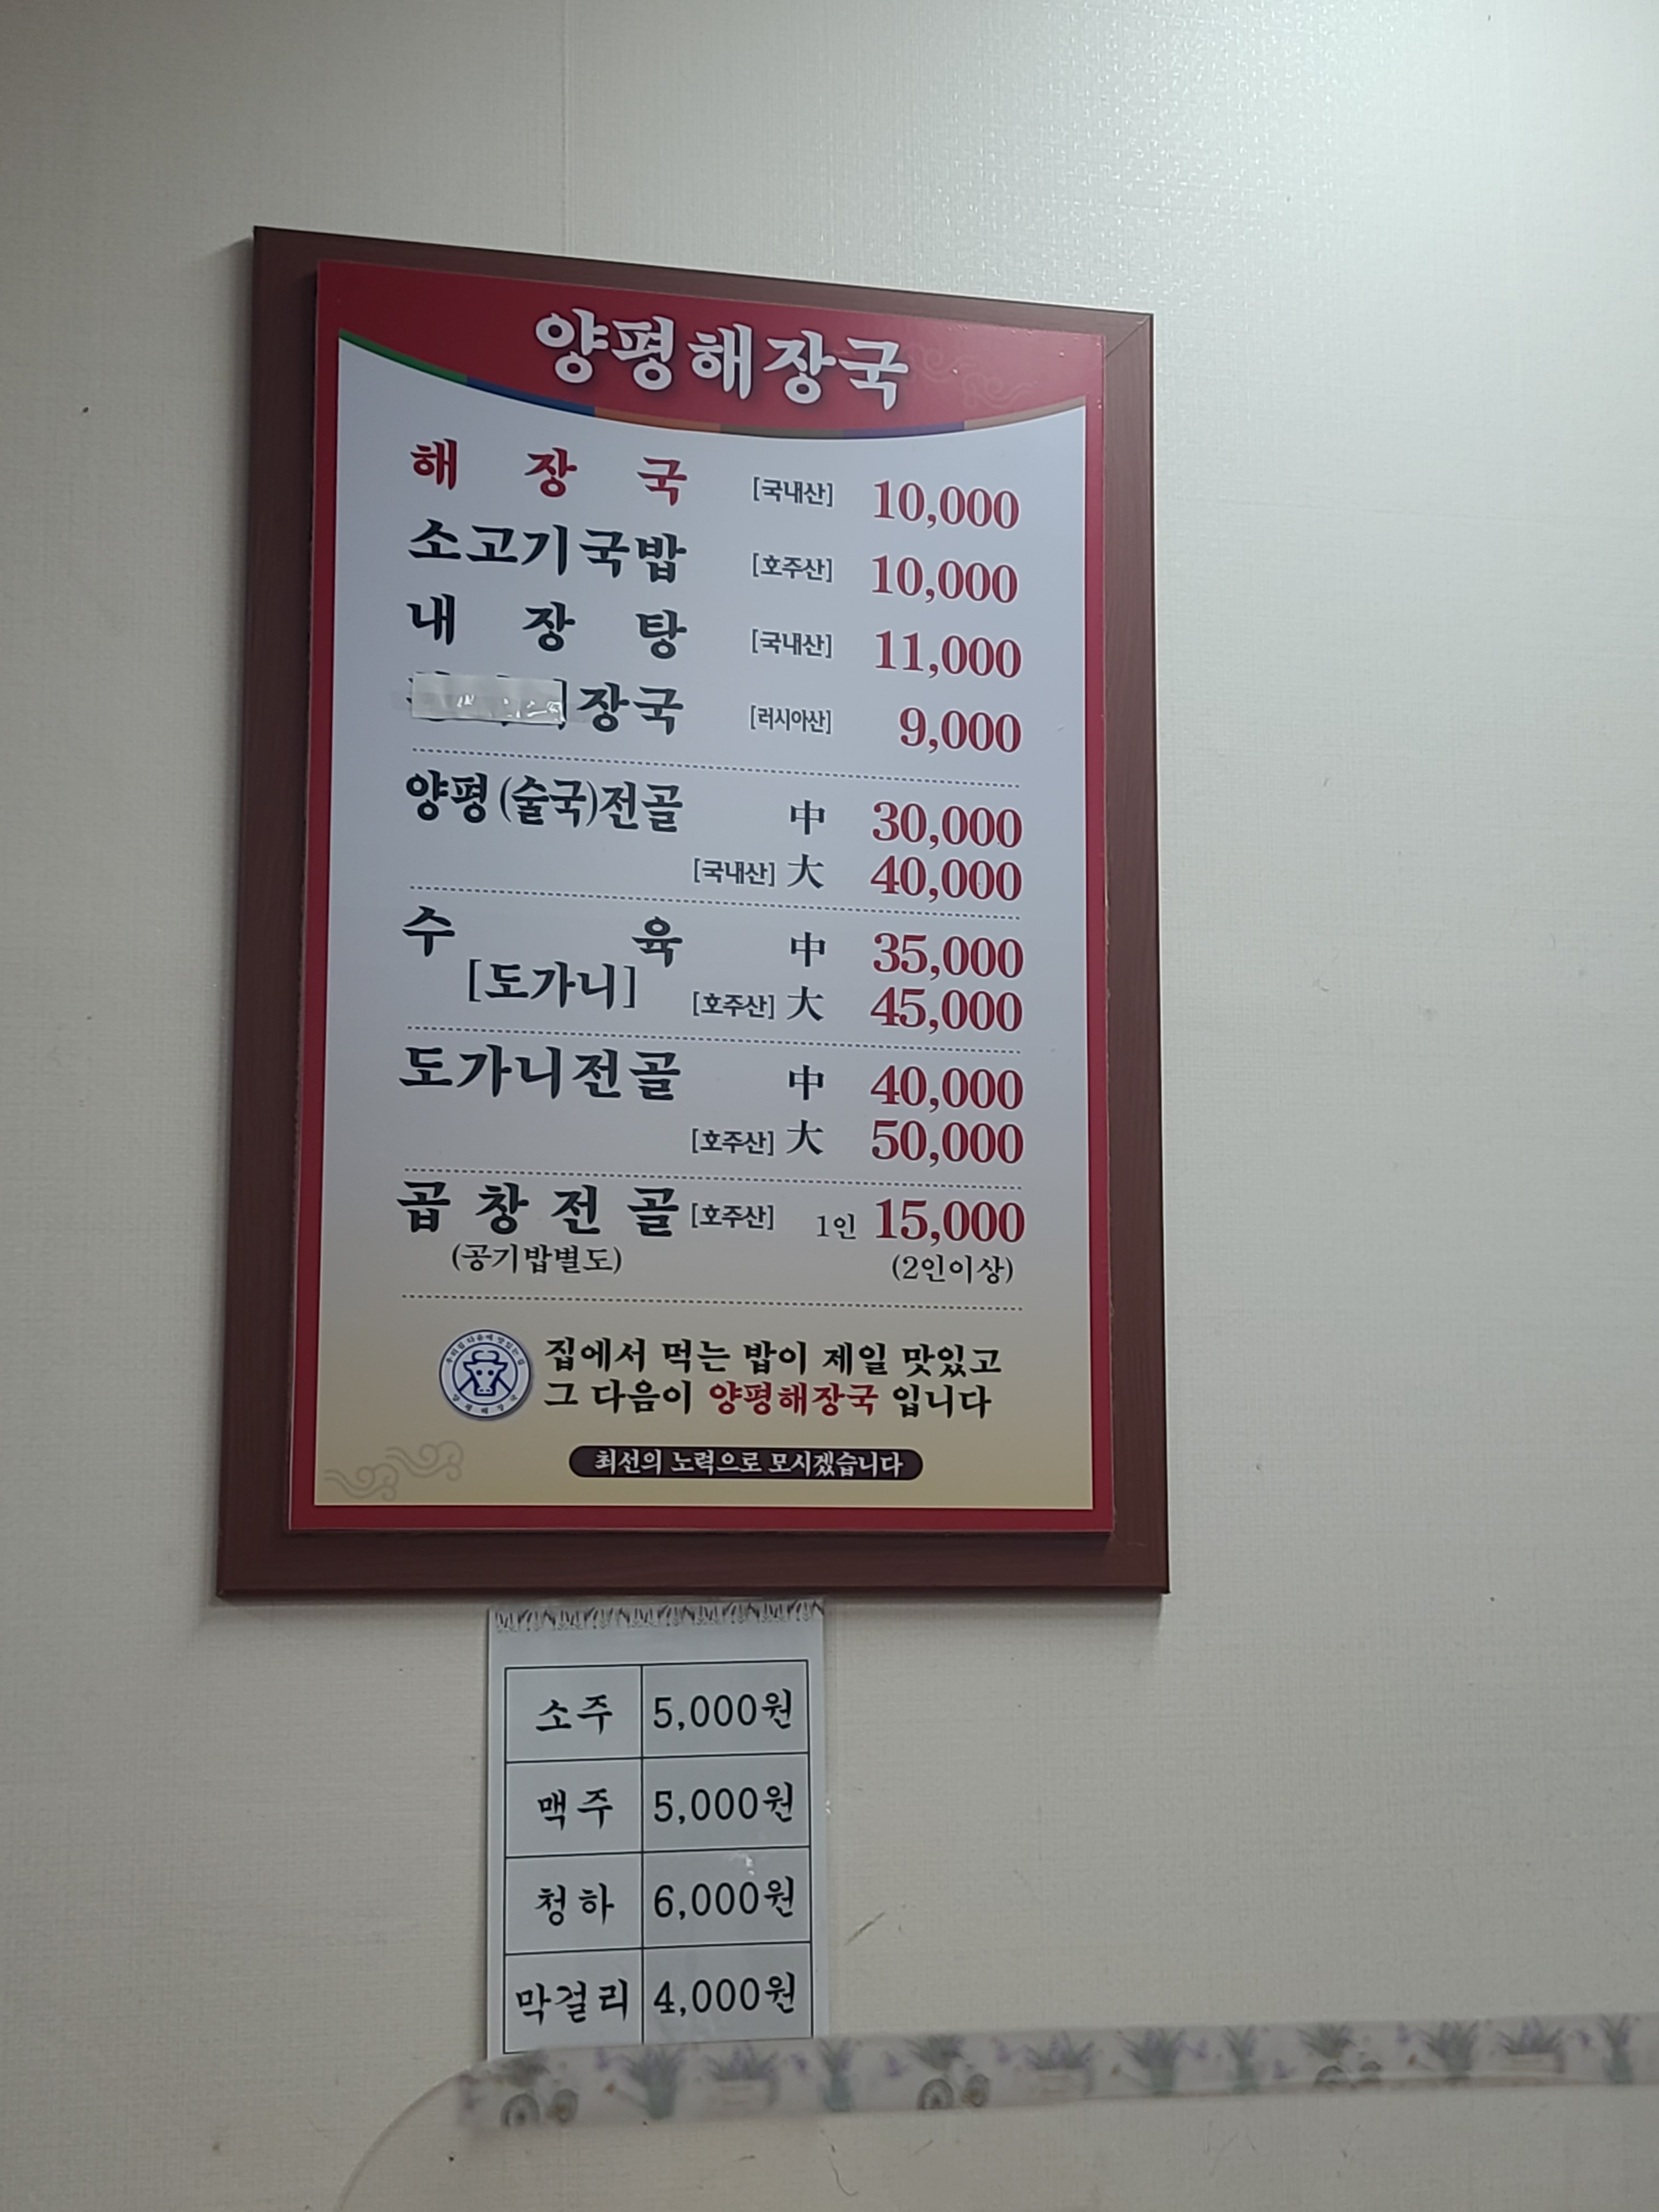 양평해장국
해장국 [국내산] 10,000
소고기국밥 [호주산] 10,000
내장탕 [국내산] 11,000
장국 [러시아산] 9,000
양평(술국)전골 中 30,000
[국내산] 大 40,000
수육 中 35,000
[도가니] [호주산] 大 45,000
도가니전골 中 40,000
[호주산] 大 50,000
곱창전골 [호주산] 1인 15,000
(공기밥별도) (2인이상)
집에서 먹는 밥이 제일 맛있고
그 다음이 양평해장국 입니다
최선의 노력으로 모시겠습니다
소주 5,000원
맥주 5,000원
청하 6,000원
막걸리 4,000원